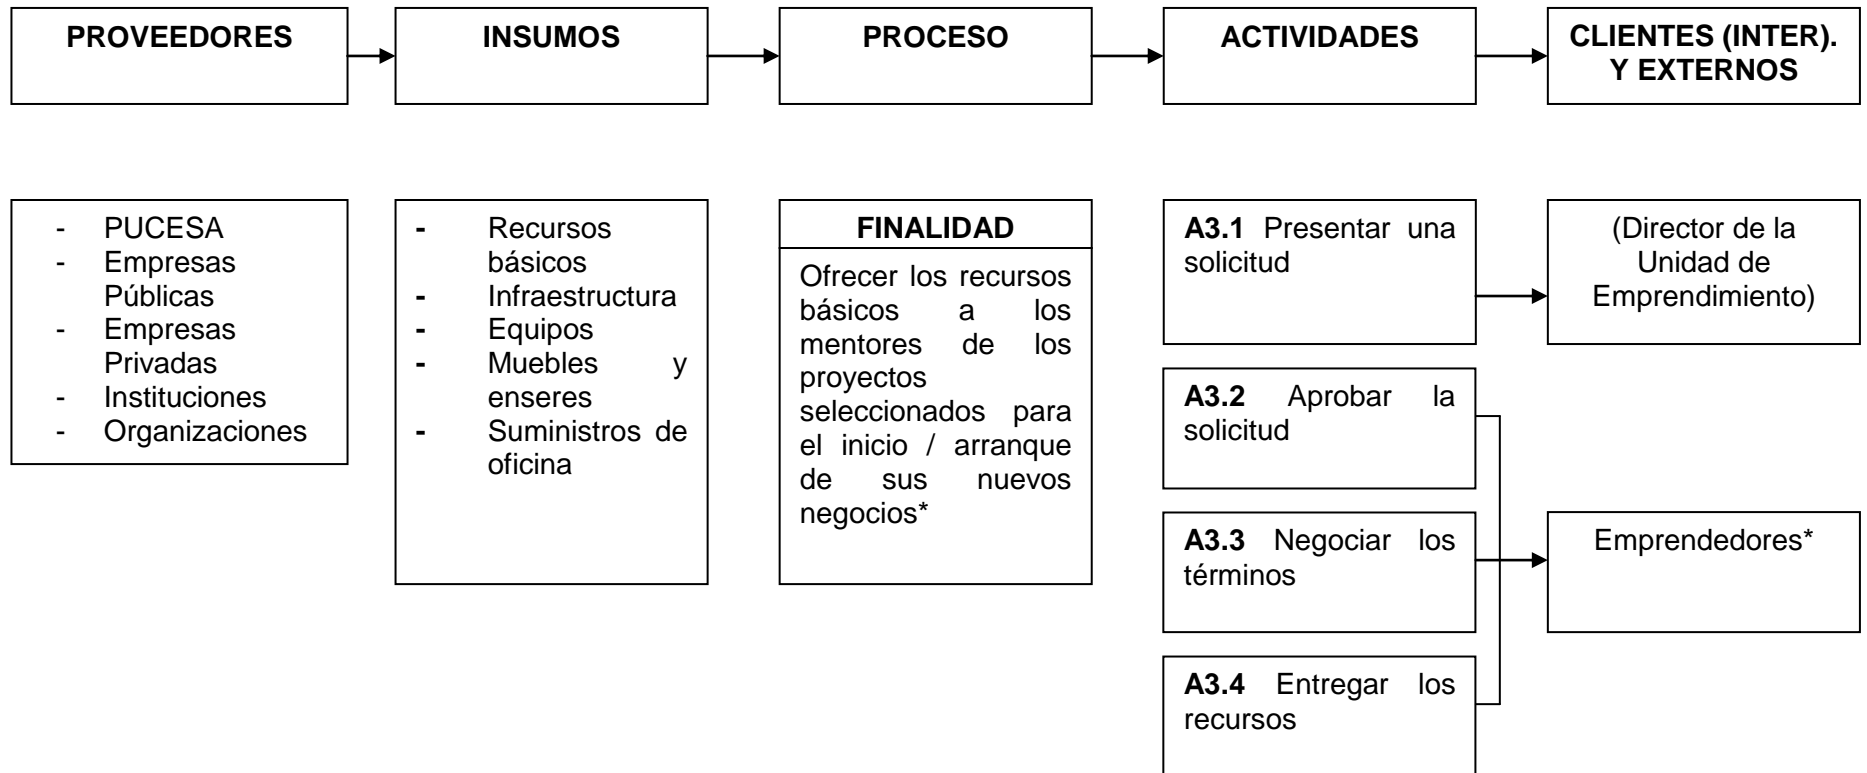 PROVEEDORES
INSUMOS
PROCESO
ACTIVIDADES
CLIENTES (INTER).
Y EXTERNOS
- PUCESA
- Empresas
Públicas
- Empresas
Privadas
- Instituciones
- Organizaciones
- Recursos
básicos
- Infraestructura
- Equipos
- Muebles y
enseres
- Suministros de
oficina
FINALIDAD
Ofrecer los recursos
básicos a los
mentores de los
proyectos
seleccionados para
el inicio / arranque
de sus nuevos
negocios*
A3.1 Presentar una
solicitud
A3.2 Aprobar la
solicitud
A3.3 Negociar los
términos
A3.4 Entregar los
recursos
(Director de la
Unidad de
Emprendimiento)
Emprendedores*